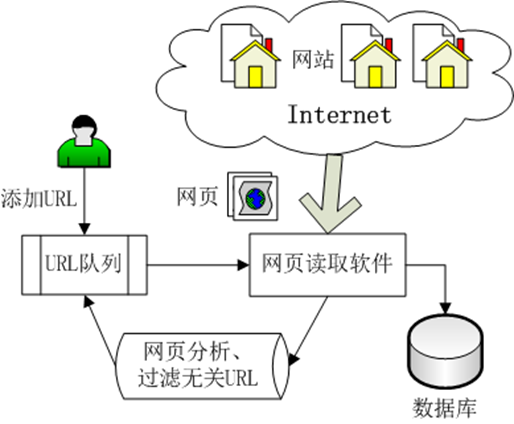 网站
Internet
网页
添加URL
URL队列
网页读取软件
网页分析、
过滤无关URL
数据库